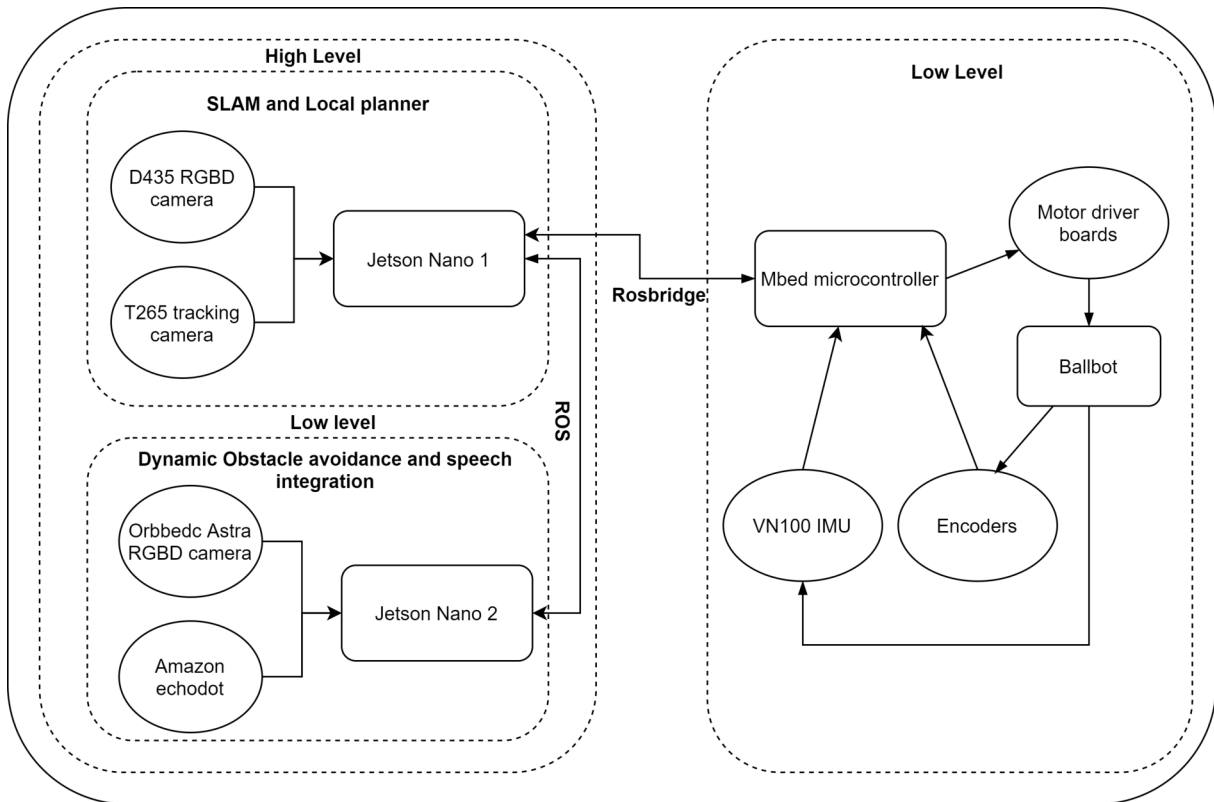 High Level
SLAM and Local planner
D435 RGBD
camera
T265 tracking
camera
Jetson Nano 1
Rosbridge
ROS
Low level
Dynamic Obstacle avoidance and speech
integration
Orbbedc Astra
RGBD camera
Amazon
echodot
Jetson Nano 2
Low Level
Mbed microcontroller
Motor driver
boards
Ballbot
VN100 IMU
Encoders